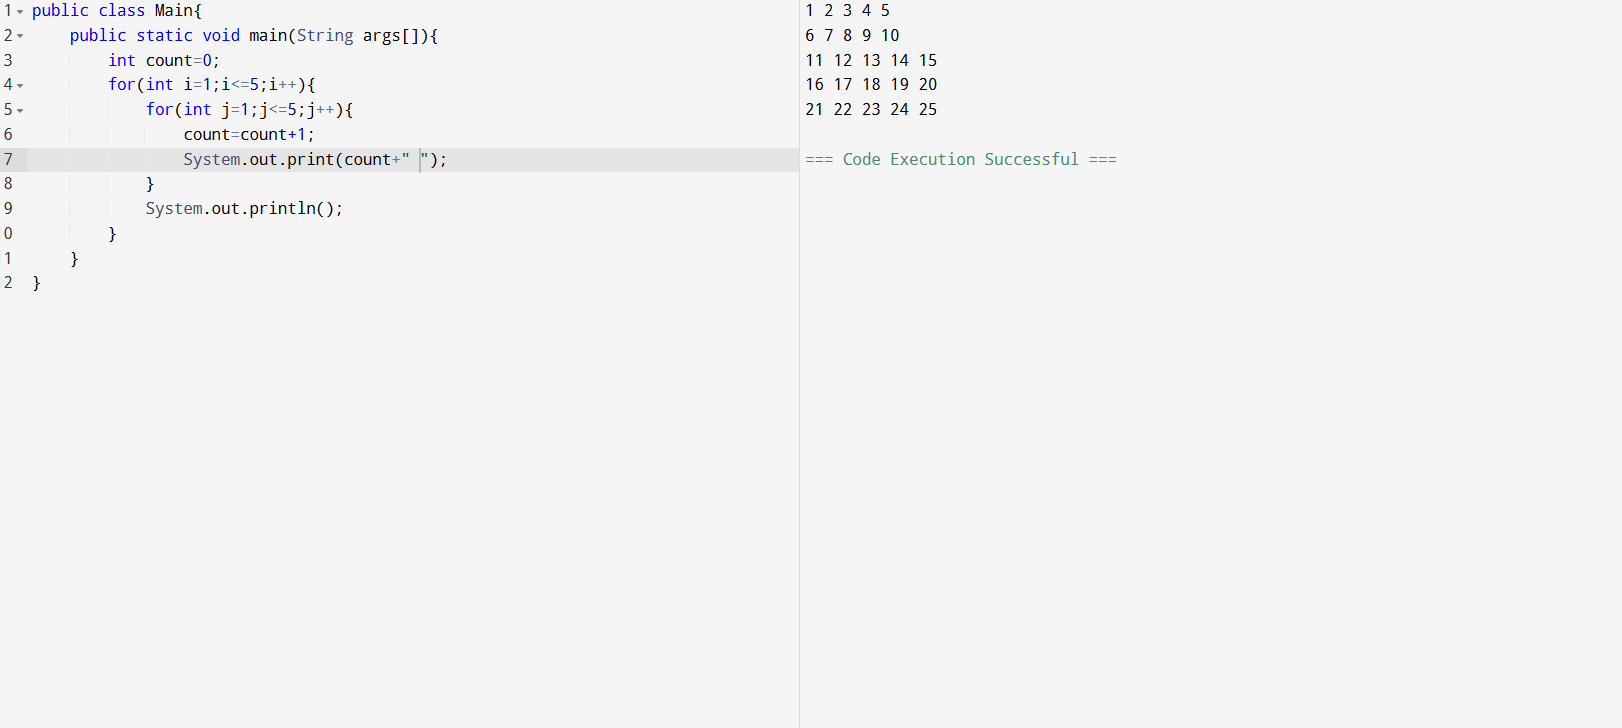 1 public class Main{
2     public static void main(String args[]){
3         int count=0;
4         for(int i=1;i<=5;i++){
5             for(int j=1;j<=5;j++){
6                 count=count+1;
7                 System.out.print(count+" ");
8             }
9             System.out.println();
0         }
1     }
2 }
1 2 3 4 5
6 7 8 9 10
11 12 13 14 15
16 17 18 19 20
21 22 23 24 25
=== Code Execution Successful ===